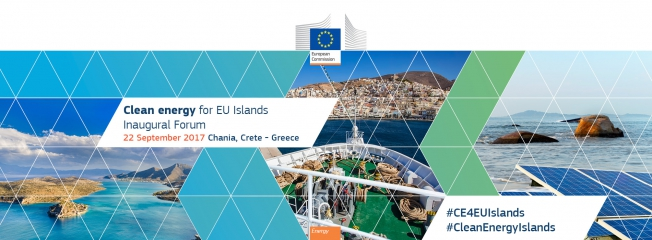 European
Commission
Clean energy for EU Islands
Inaugural Forum
22 September 2017 Chania, Crete - Greece
Energy
#CE4EUIslands
#CleanEnergyIslands